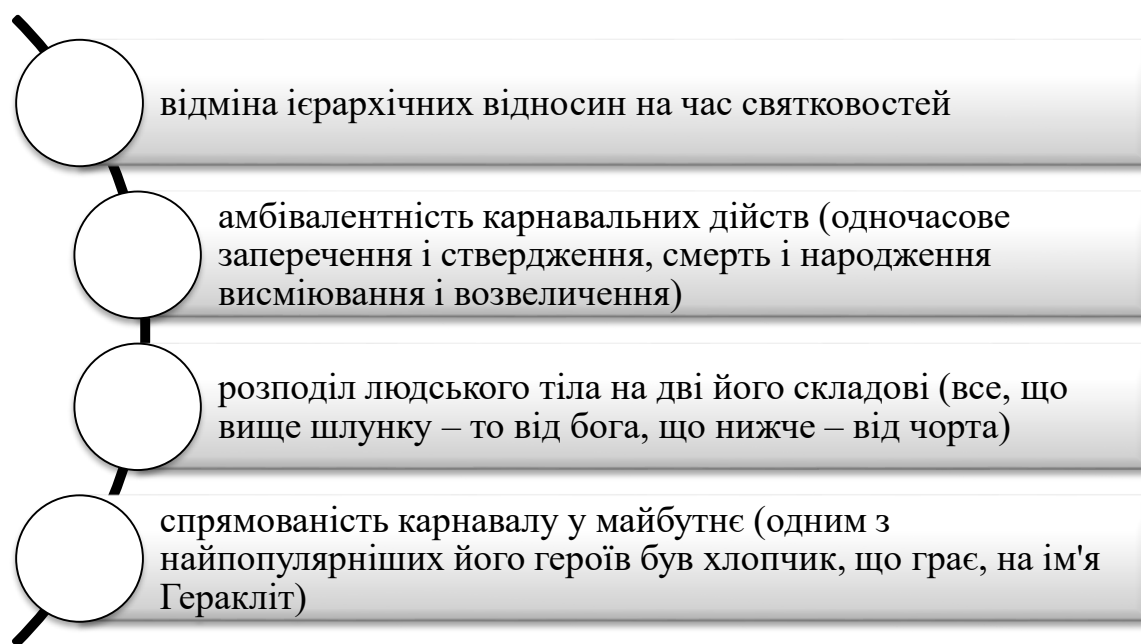 відміна ієрархічних відносин на час святковостей
амбівалентність карнавальних дійств (одночасове
заперечення і ствердження, смерть і народження
висміювання і возвеличення)
розподіл людського тіла на дві його складові (все, що
вище шлунку – то від бога, що нижче – від чорта)
спрямованість карнавалу у майбутнє (одним з
найпопулярніших його героїв був хлопчик, що грає, на ім'я
Геракліт)